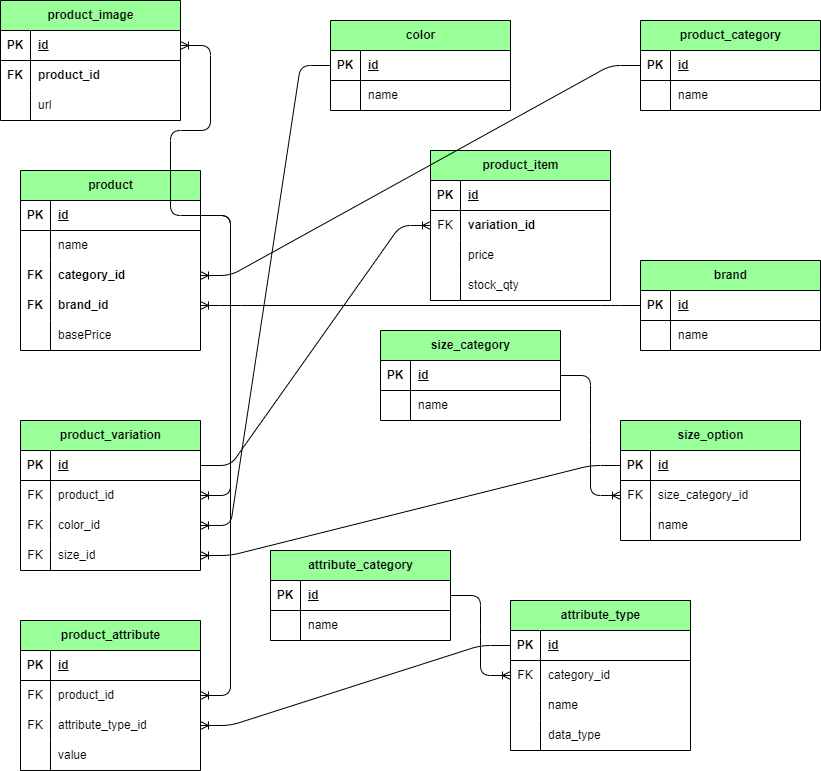 product_image
PK id
FK product_id
url
color
PK id
name
product_category
PK id
name
product
PK id
name
FK category_id
FK brand_id
basePrice
product_item
PK id
FK variation_id
price
stock_qty
brand
PK id
name
size_category
PK id
name
product_variation
PK id
FK product_id
FK color_id
FK size_id
size_option
PK id
FK size_category_id
name
attribute_category
PK id
name
attribute_type
PK id
FK category_id
name
data_type
product_attribute
PK id
FK product_id
FK attribute_type_id
value